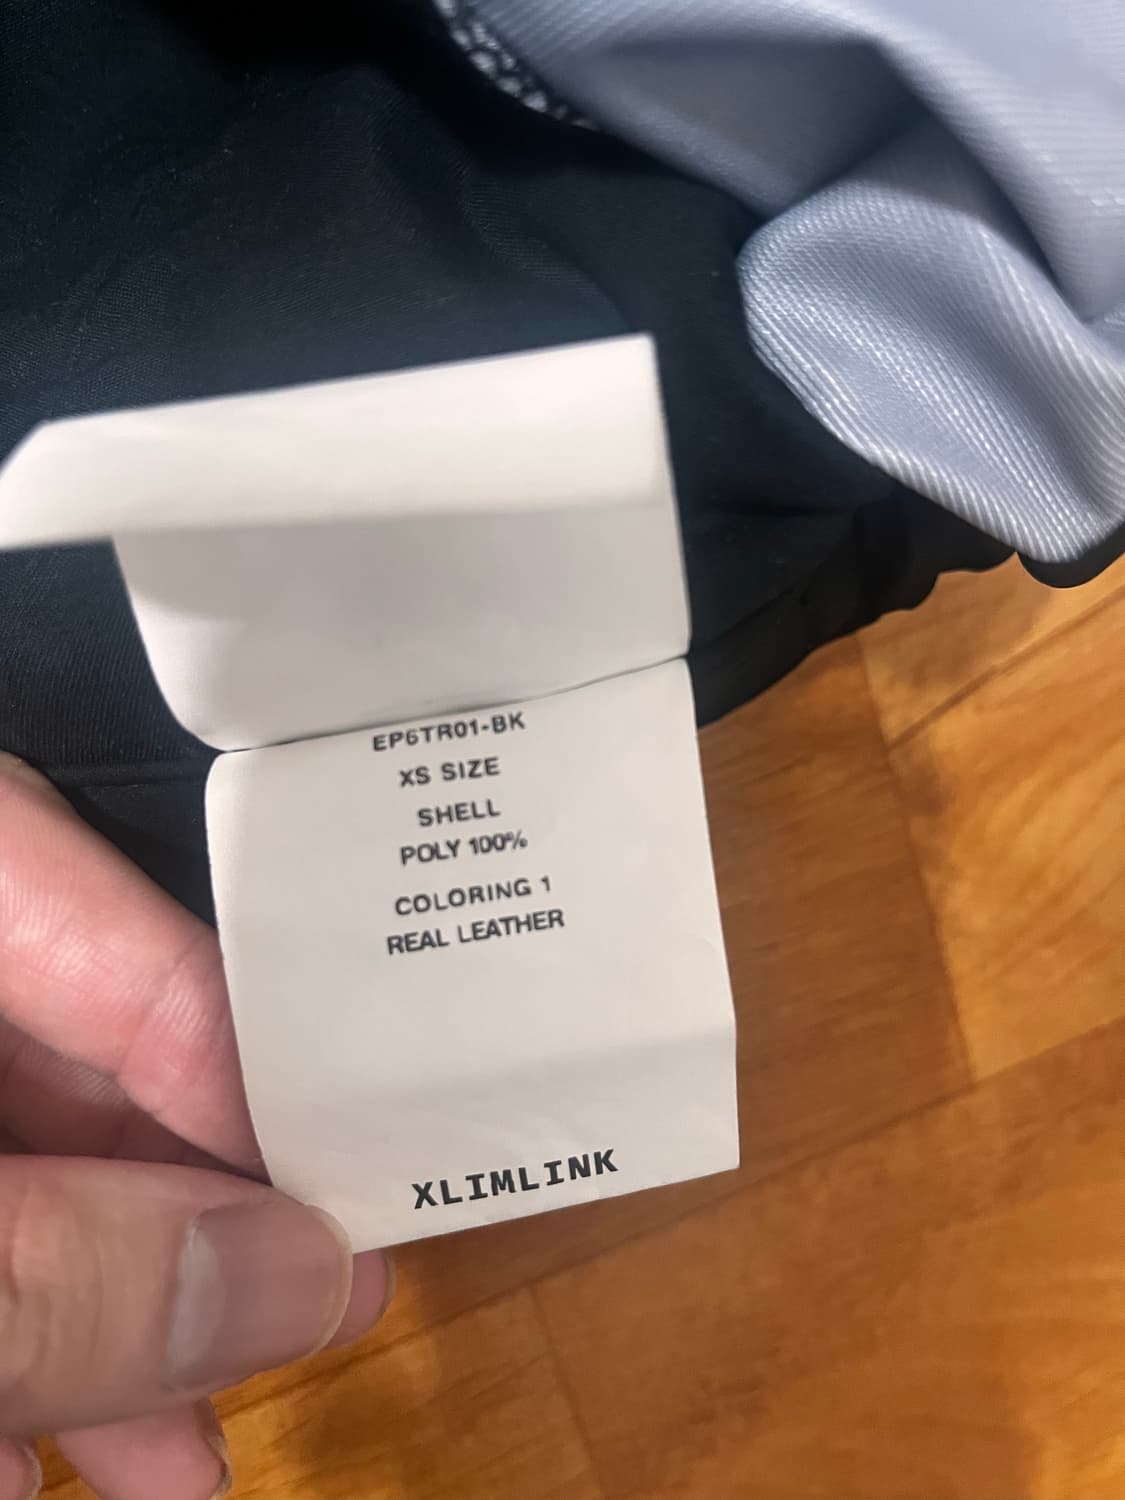 EP6TR01-BK
XS SIZE
SHELL
POLY 100%
COLORING 1
REAL LEATHER
XLIMLINK